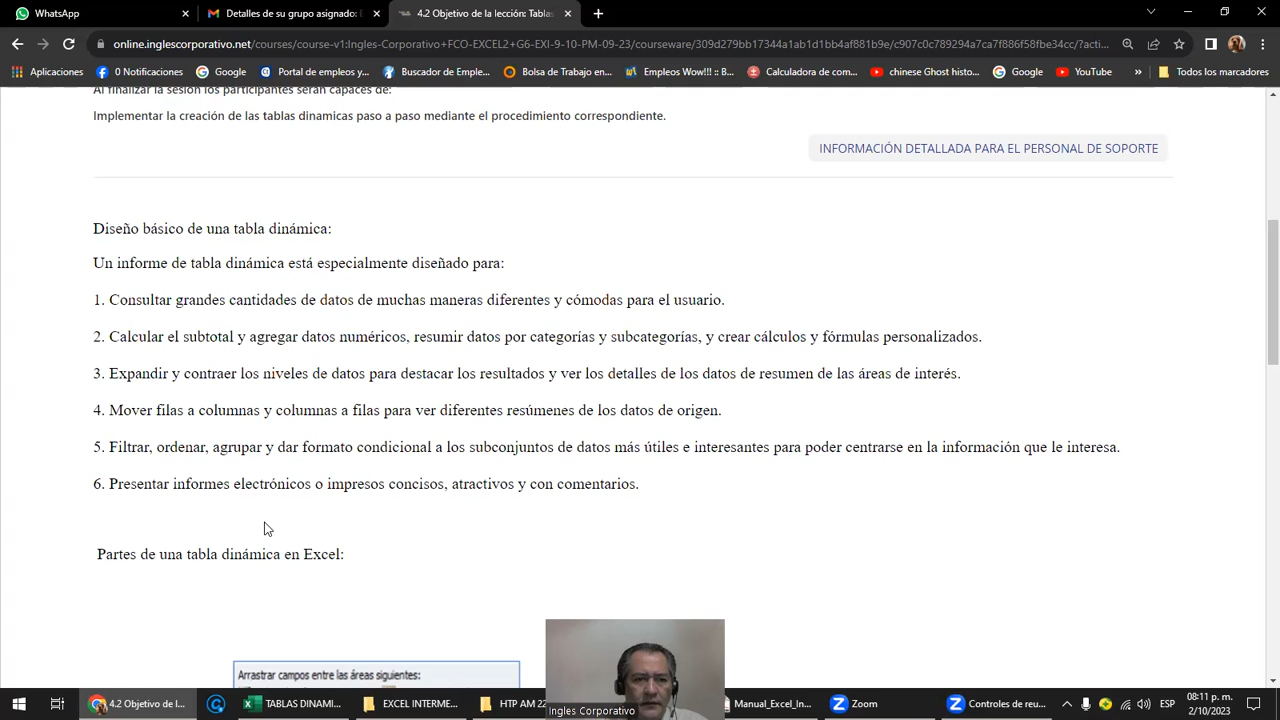 WhatsApp
Detalles de su grupo asignado:
4.2 Objetivo de la lección: Tablas
online.inglescorporativo.net/courses/course-v1:Ingles-Corporativo+FCO-EXCEL2+G6-EXI-9-10-PM-09-23/courseware/309d279bb17344a1ab1d1bb4af881b9e/c907c0c789294a7ca7f886f58fbe34cc/?acti...
Aplicaciones
0 Notificaciones
Google
Portal de empleos y...
Buscador de Emple...
Bolsa de Trabajo en...
Empleos Wow!!! :: B...
Calculadora de com...
chinese Ghost histo...
Google
YouTube
»
Todos los marcadores
Al finalizar la sesión los participantes serán capaces de:
Implementar la creación de las tablas dinamicas paso a paso mediante el procedimiento correspondiente.
INFORMACIÓN DETALLADA PARA EL PERSONAL DE SOPORTE
Diseño básico de una tabla dinámica:
Un informe de tabla dinámica está especialmente diseñado para:
1. Consultar grandes cantidades de datos de muchas maneras diferentes y cómodas para el usuario.
2. Calcular el subtotal y agregar datos numéricos, resumir datos por categorías y subcategorías, y crear cálculos y fórmulas personalizados.
3. Expandir y contraer los niveles de datos para destacar los resultados y ver los detalles de los datos de resumen de las áreas de interés.
4. Mover filas a columnas y columnas a filas para ver diferentes resúmenes de los datos de origen.
5. Filtrar, ordenar, agrupar y dar formato condicional a los subconjuntos de datos más útiles e interesantes para poder centrarse en la información que le interesa.
6. Presentar informes electrónicos o impresos concisos, atractivos y con comentarios.
Partes de una tabla dinámica en Excel:
Arrastrar campos entre las áreas siguientes:
Ingles Corporativo
4.2 Objetivo de l...
TABLAS DINAMI...
EXCEL INTERME...
HTP AM 22
Manual_Excel_In...
Zoom
Controles de reu...
ESP
08:11 p. m.
2/10/2023